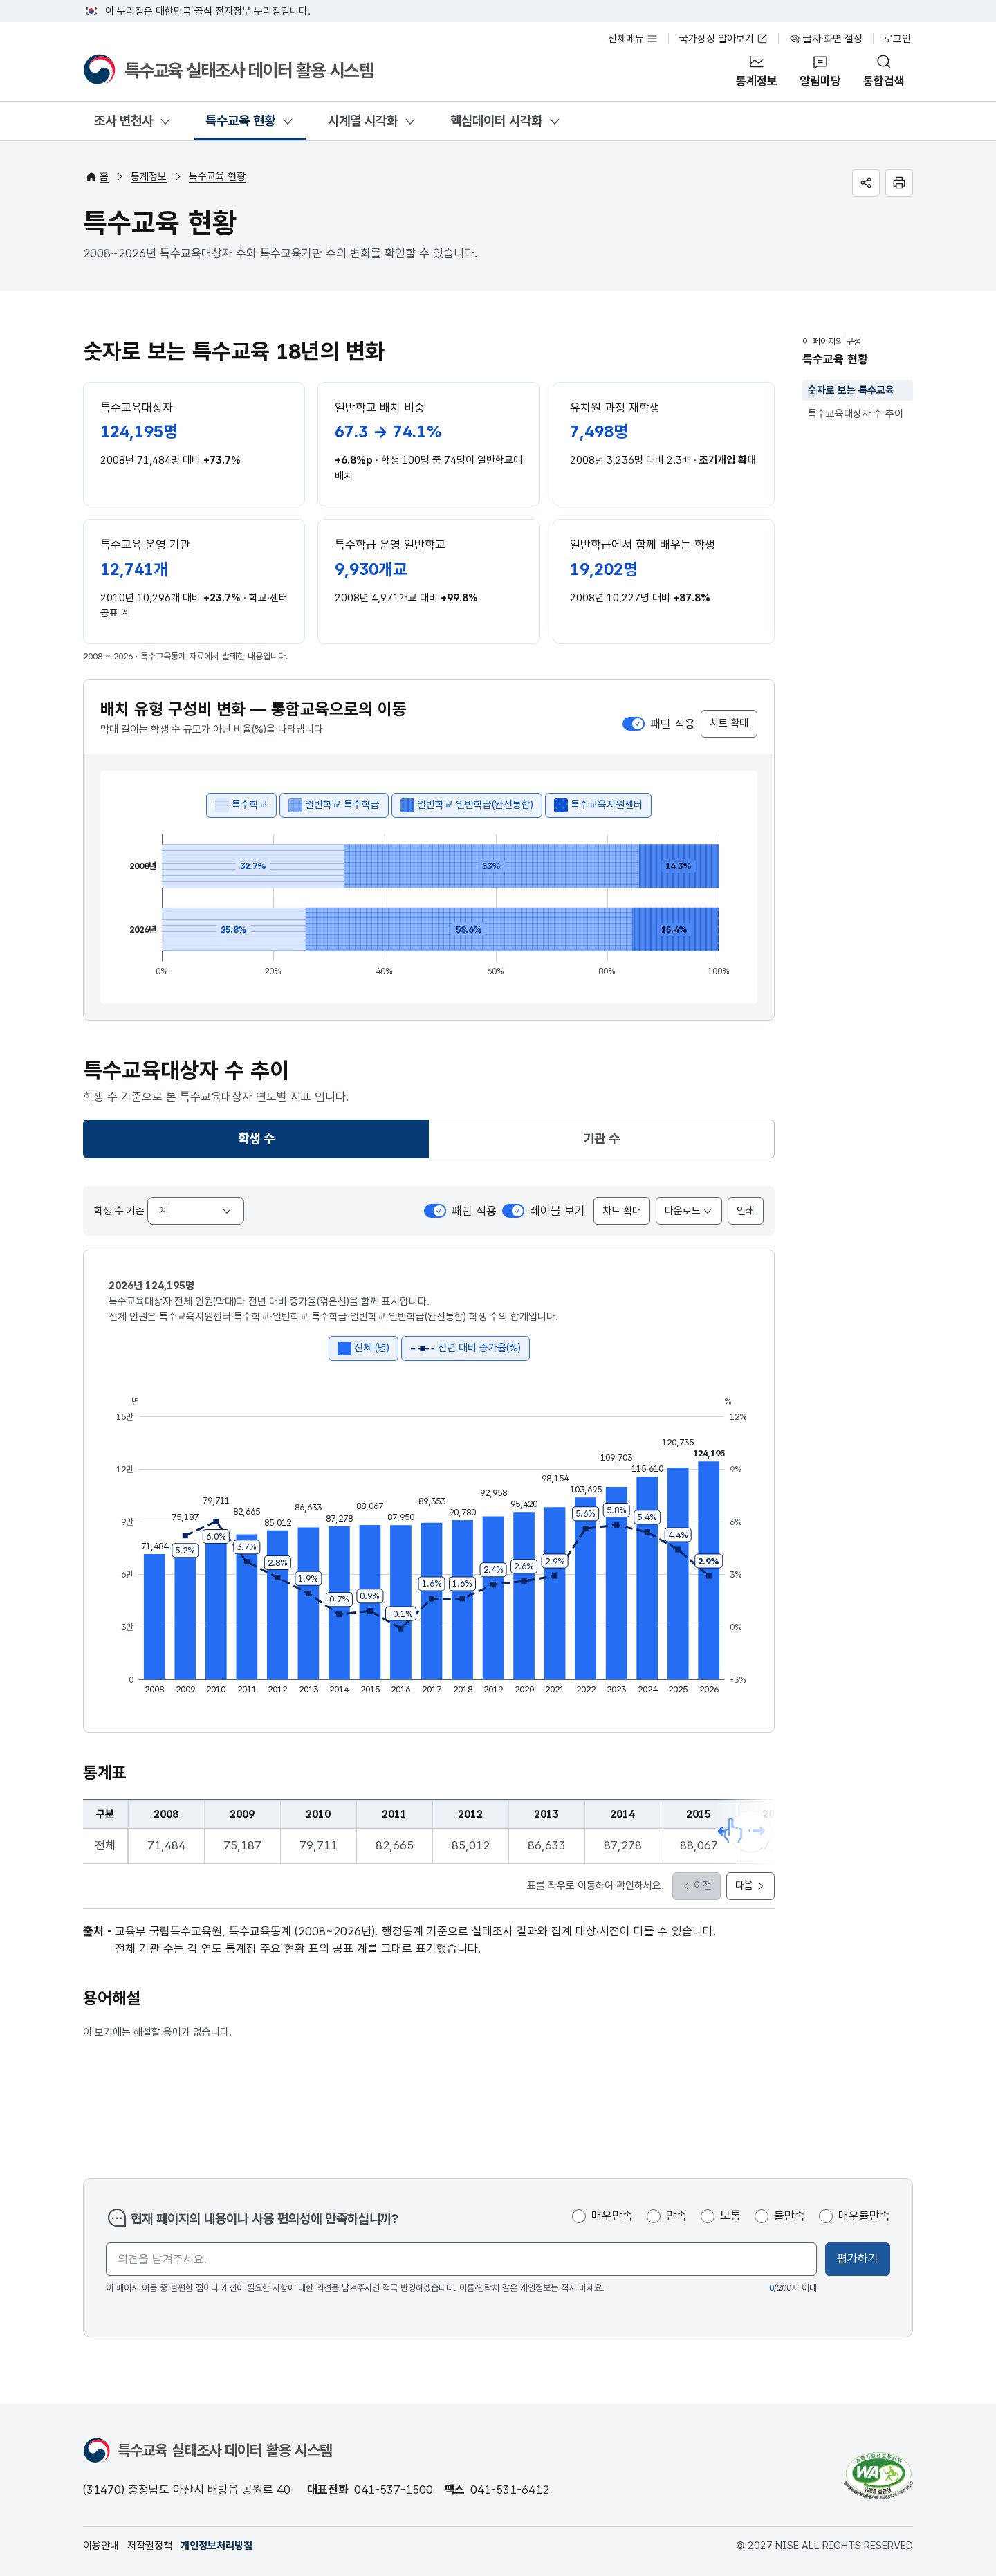 이 누리집은 대한민국 공식 전자정부 누리집입니다.
전체메뉴
국가상징 알아보기
글자·화면 설정
로그인
특수교육 실태조사 데이터 활용 시스템
통계정보
알림마당
통합검색
조사 변천사
특수교육 현황
시계열 시각화
핵심데이터 시각화
홈 > 통계정보 > 특수교육 현황
특수교육 현황
2008~2026년 특수교육대상자 수와 특수교육기관 수의 변화를 확인할 수 있습니다.
숫자로 보는 특수교육 18년의 변화
이 페이지의 구성
특수교육 현황
숫자로 보는 특수교육
특수교육대상자 수 추이
특수교육대상자
124,195명
2008년 71,484명 대비 +73.7%
일반학교 배치 비중
67.3 → 74.1%
+6.8%p · 학생 100명 중 74명이 일반학교에
배치
유치원 과정 재학생
7,498명
2008년 3,236명 대비 2.3배 · 조기개입 확대
특수교육 운영 기관
12,741개
2010년 10,296개 대비 +23.7% · 학교·센터
공표 계
특수학급 운영 일반학교
9,930개교
2008년 4,971개교 대비 +99.8%
일반학급에서 함께 배우는 학생
19,202명
2008년 10,227명 대비 +87.8%
2008 ~ 2026 · 특수교육통계 자료에서 발췌한 내용입니다.
배치 유형 구성비 변화 — 통합교육으로의 이동
막대 길이는 학생 수 규모가 아닌 비율(%)을 나타냅니다
패턴 적용
차트 확대
특수학교
일반학교 특수학급
일반학교 일반학급(완전통합)
특수교육지원센터
2008년 32.7% 53% 14.3%
2026년 25.8% 58.6% 15.4%
0% 20% 40% 60% 80% 100%
특수교육대상자 수 추이
학생 수 기준으로 본 특수교육대상자 연도별 지표 입니다.
학생 수
기관 수
학생 수 기준
계
패턴 적용
레이블 보기
차트 확대
다운로드
인쇄
2026년 124,195명
특수교육대상자 전체 인원(막대)과 전년 대비 증가율(꺾은선)을 함께 표시합니다.
전체 인원은 특수교육지원센터·특수학교·일반학교 특수학급·일반학교 일반학급(완전통합) 학생 수의 합계입니다.
전체 (명)
전년 대비 증가율(%)
명
%
15만 12만 9만 6만 3만 0
12% 9% 6% 3% 0% -3%
71,484 75,187 79,711 82,665 85,012 86,633 87,278 88,067 87,950 89,353 90,780 92,958 95,420 98,154 103,695 109,703 115,610 120,735 124,195
5.2% 6.0% 3.7% 2.8% 1.9% 0.7% 0.9% -0.1% 1.6% 1.6% 2.4% 2.6% 2.9% 5.6% 5.8% 5.4% 4.4% 2.9%
2008 2009 2010 2011 2012 2013 2014 2015 2016 2017 2018 2019 2020 2021 2022 2023 2024 2025 2026
통계표
구분 2008 2009 2010 2011 2012 2013 2014 2015
전체 71,484 75,187 79,711 82,665 85,012 86,633 87,278 88,067
표를 좌우로 이동하여 확인하세요.
이전
다음
출처 - 교육부 국립특수교육원, 특수교육통계 (2008~2026년). 행정통계 기준으로 실태조사 결과와 집계 대상·시점이 다를 수 있습니다.
전체 기관 수는 각 연도 통계집 주요 현황 표의 공표 계를 그대로 표기했습니다.
용어해설
이 보기에는 해설할 용어가 없습니다.
현재 페이지의 내용이나 사용 편의성에 만족하십니까?
매우만족
만족
보통
불만족
매우불만족
의견을 남겨주세요.
평가하기
이 페이지 이용 중 불편한 점이나 개선이 필요한 사항에 대한 의견을 남겨주시면 적극 반영하겠습니다. 이름·연락처 같은 개인정보는 적지 마세요.
0/200자 이내
특수교육 실태조사 데이터 활용 시스템
(31470) 충청남도 아산시 배방읍 공원로 40 대표전화 041-537-1500 팩스 041-531-6412
WA
WEB 접근성
이용안내
저작권정책
개인정보처리방침
© 2027 NISE ALL RIGHTS RESERVED